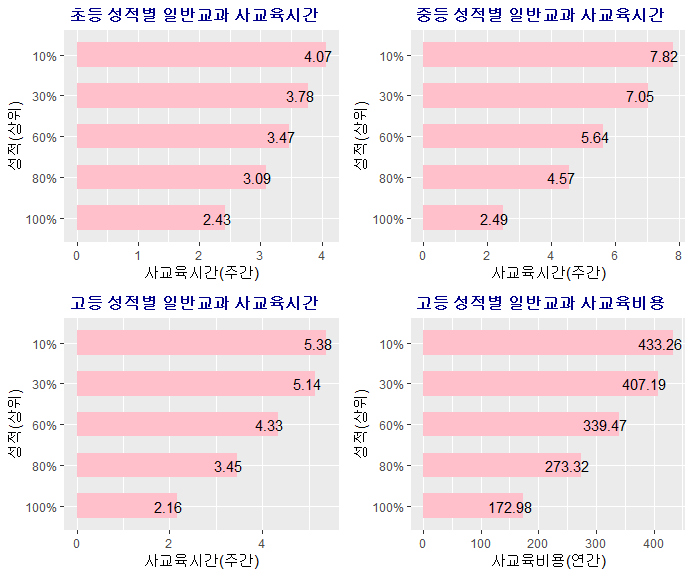 초등 성적별 일반교과 사교육시간
성적(상위)
10%
30%
60%
80%
100%
4.07
3.78
3.47
3.09
2.43
0 1 2 3 4
사교육시간(주간)
중등 성적별 일반교과 사교육시간
성적(상위)
10%
30%
60%
80%
100%
7.82
7.05
5.64
4.57
2.49
0 2 4 6 8
사교육시간(주간)
고등 성적별 일반교과 사교육시간
성적(상위)
10%
30%
60%
80%
100%
5.38
5.14
4.33
3.45
2.16
0 2 4
사교육시간(주간)
고등 성적별 일반교과 사교육비용
성적(상위)
10%
30%
60%
80%
100%
433.26
407.19
339.47
273.32
172.98
0 100 200 300 400
사교육비용(연간)